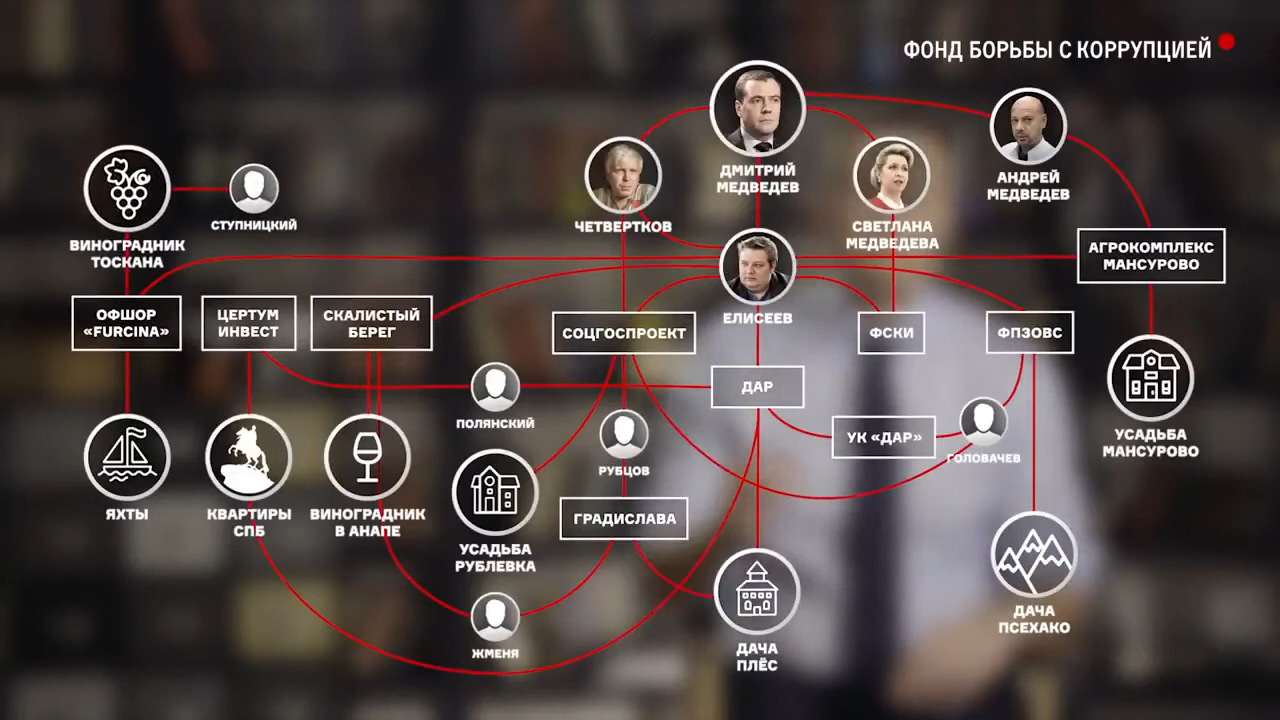 ФОНД БОРЬБЫ С КОРРУПЦИЕЙ
ДМИТРИЙ
МЕДВЕДЕВ
АНДРЕЙ
МЕДВЕДЕВ
ЧЕТВЕРТКОВ
СВЕТЛАНА
МЕДВЕДЕВА
СТУПНИЦКИЙ
ВИНОГРАДНИК
ТОСКАНА
АГРОКОМПЛЕКС
МАНСУРОВО
ЕЛИСЕЕВ
ОФШОР
«FURCINA»
ЦЕРТУМ
ИНВЕСТ
СКАЛИСТЫЙ
БЕРЕГ
СОЦГОСПРОЕКТ
ФСКИ
ФПЗОВС
ДАР
ПОЛЯНСКИЙ
УК «ДАР»
ГОЛОВАЧЕВ
УСАДЬБА
МАНСУРОВО
РУБЦОВ
ЯХТЫ
КВАРТИРЫ
СПБ
ВИНОГРАДНИК
В АНАПЕ
ГРАДИСЛАВА
УСАДЬБА
РУБЛЕВКА
ДАЧА
ПСЕХАКО
ЖМЕНЯ
ДАЧА
ПЛЁС